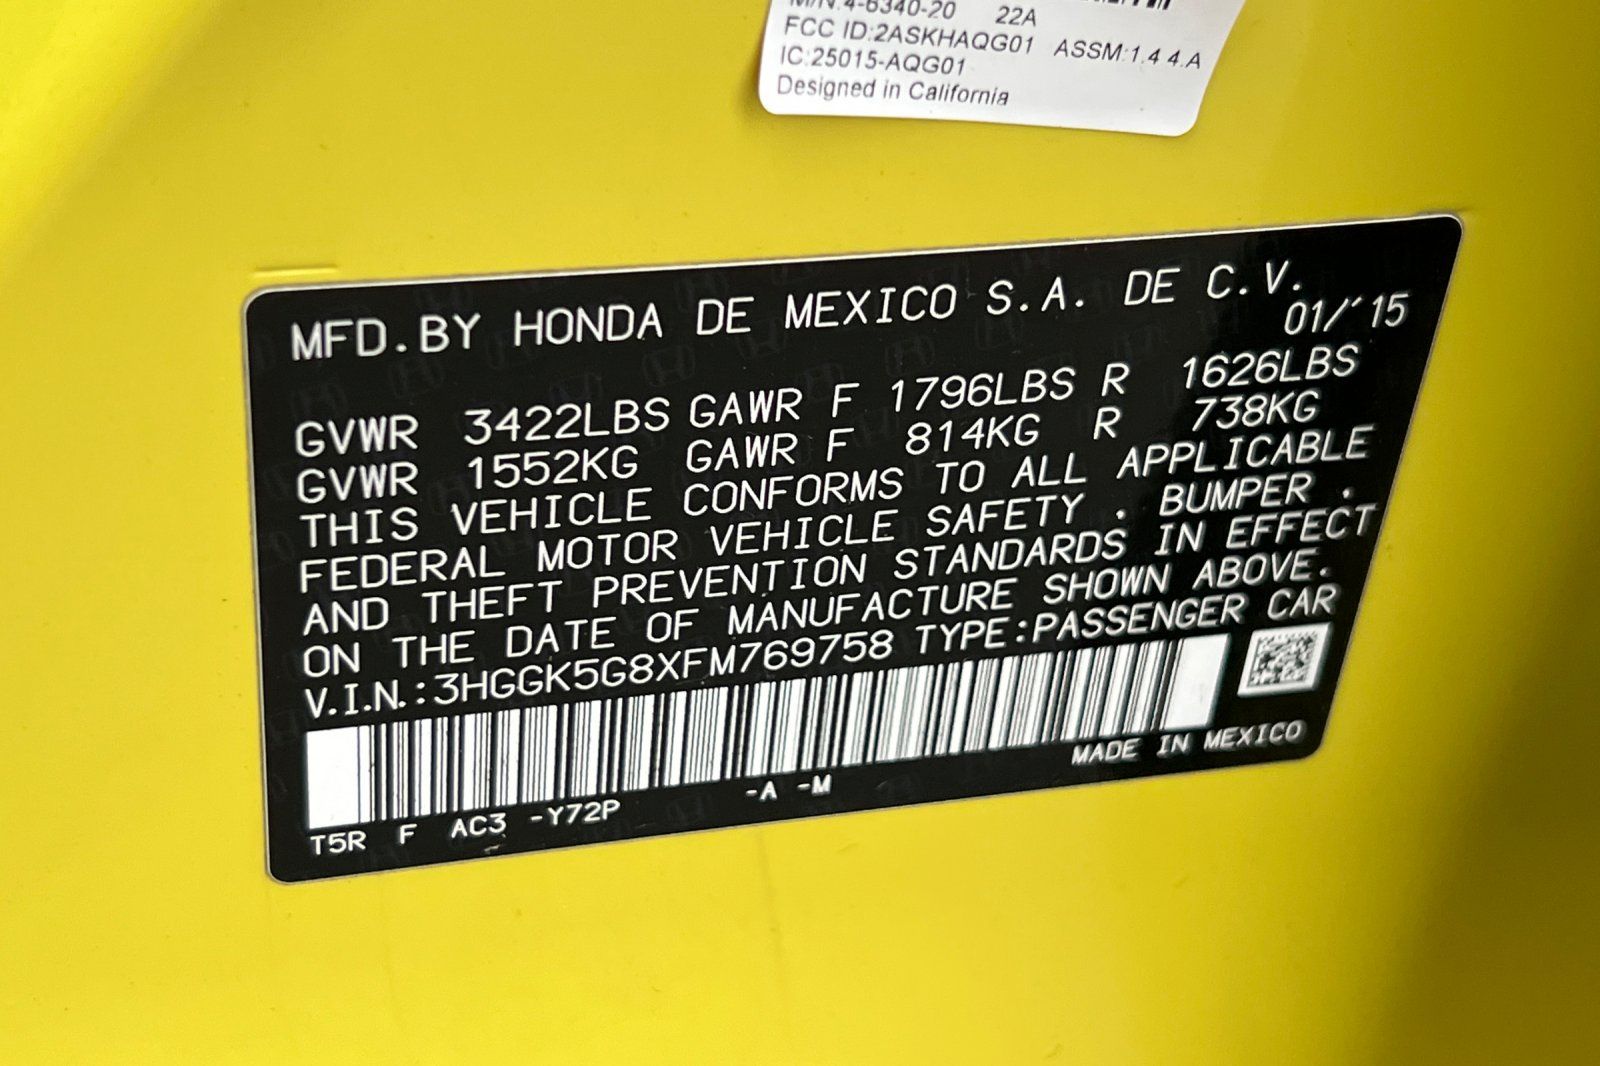 M/N:4-6340-20 22A
FCC ID:2ASKHAQG01 ASSM:1.4 4.A
IC:25015-AQG01
Designed in California
MFD.BY HONDA DE MEXICO S.A. DE C.V.
01/'15
GVWR 3422LBS GAWR F 1796LBS R 1626LBS
GVWR 1552KG GAWR F 814KG R 738KG
THIS VEHICLE CONFORMS TO ALL APPLICABLE
FEDERAL MOTOR VEHICLE SAFETY , BUMPER ,
AND THEFT PREVENTION STANDARDS IN EFFECT
ON THE DATE OF MANUFACTURE SHOWN ABOVE.
V.I.N.:3HGGK5G8XFM769758 TYPE:PASSENGER CAR
MADE IN MEXICO
T5R F AC3 -Y72P -A -M